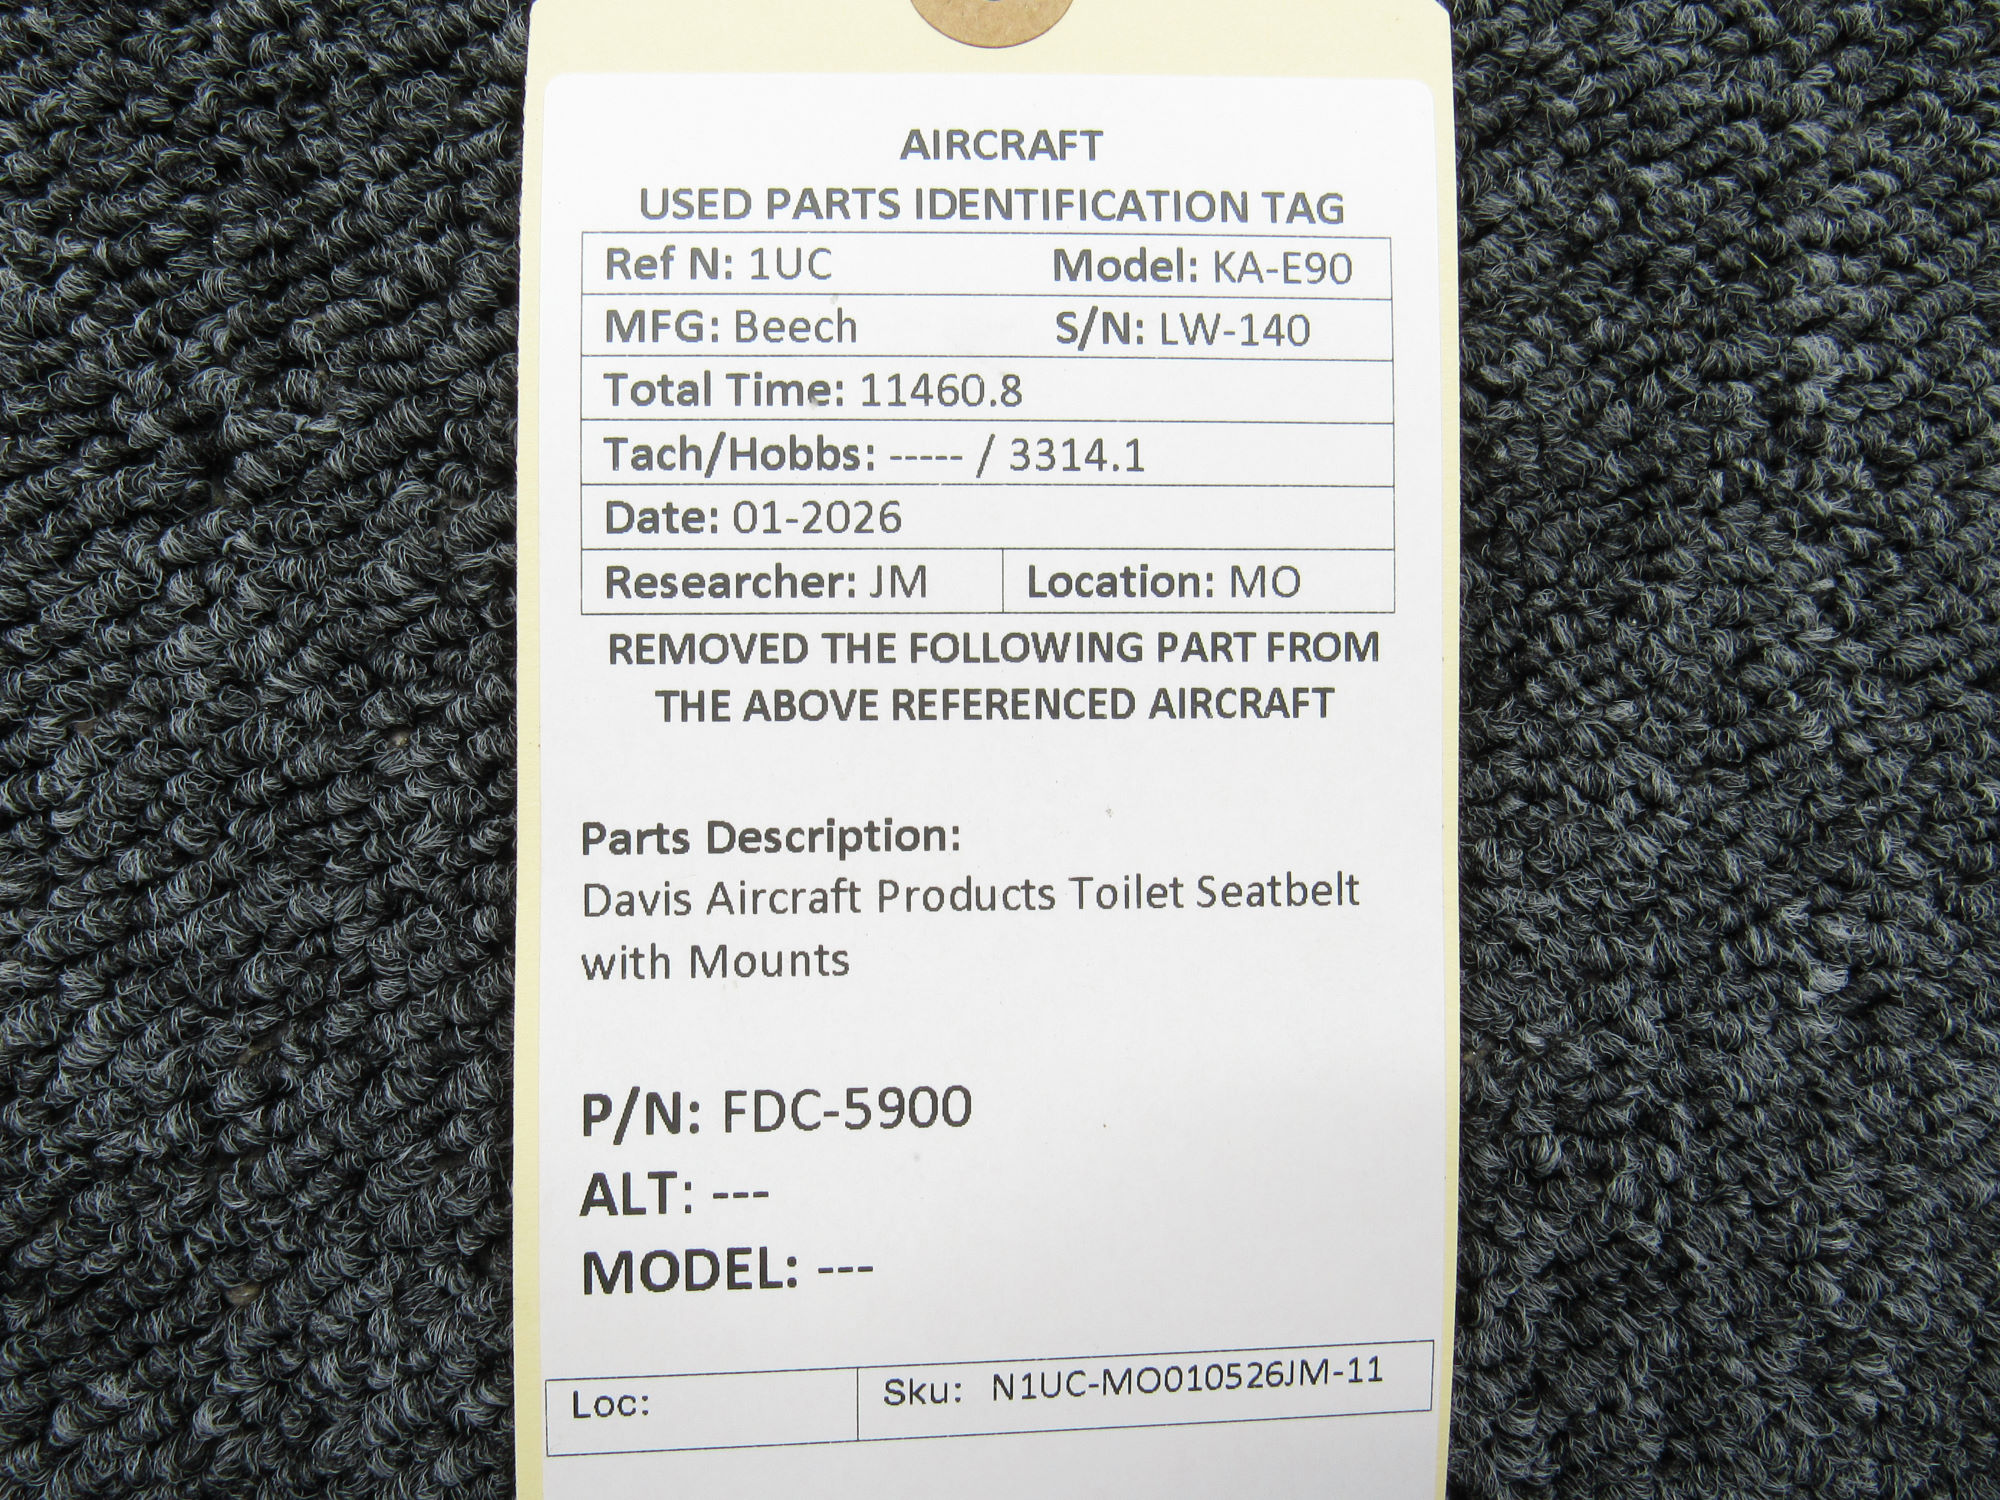 AIRCRAFT
USED PARTS IDENTIFICATION TAG
Ref N: 1UC Model: KA-E90
MFG: Beech S/N: LW-140
Total Time: 11460.8
Tach/Hobbs: ----- / 3314.1
Date: 01-2026
Researcher: JM Location: MO
REMOVED THE FOLLOWING PART FROM
THE ABOVE REFERENCED AIRCRAFT
Parts Description:
Davis Aircraft Products Toilet Seatbelt
with Mounts
P/N: FDC-5900
ALT: ---
MODEL: ---
Loc: Sku: N1UC-MO010526JM-11